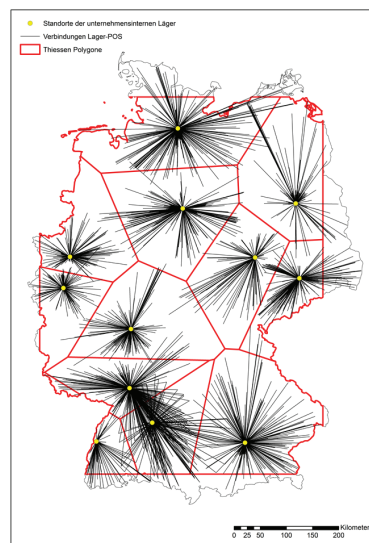 Standorte der unternehmensinternen Läger
Verbindungen Lager-POS
Thiessen Polygone
Kilometer
0 25 50 100 150 200